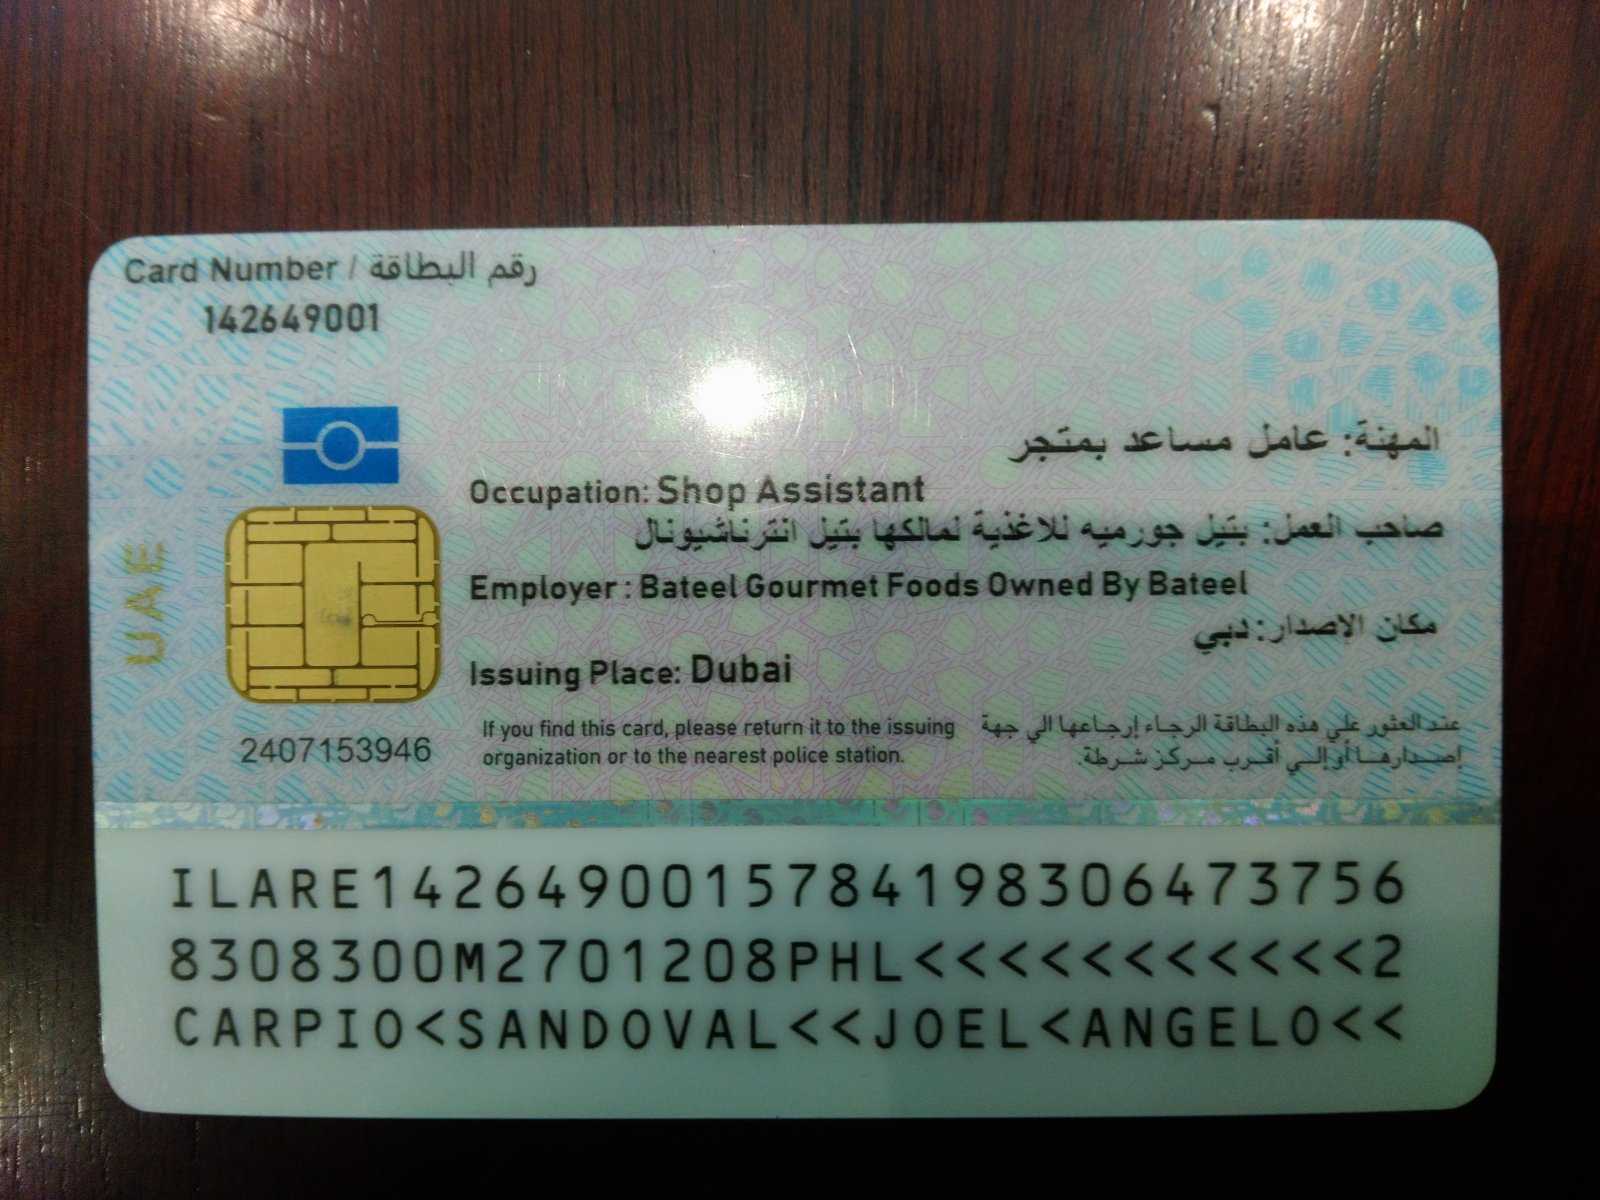 Card Number / رقم البطاقة
142649001
المهنة: عامل مساعد بمتجر
Occupation: Shop Assistant
صاحب العمل: بتيل جورميه للاغذية لمالكها بتيل انترناشيونال
Employer : Bateel Gourmet Foods Owned By Bateel
مكان الاصدار: دبي
Issuing Place: Dubai
UAE
2407153946
If you find this card, please return it to the issuing
organization or to the nearest police station.
عند العثور علي هذه البطاقة الرجاء إرجاعها الي جهة
إصدارها أو إلي أقرب مركز شرطة.
ILARE1426490015784198306473756
8308300M2701208PHL<<<<<<<<<<<2
CARPIO<SANDOVAL<<JOEL<ANGELO<<